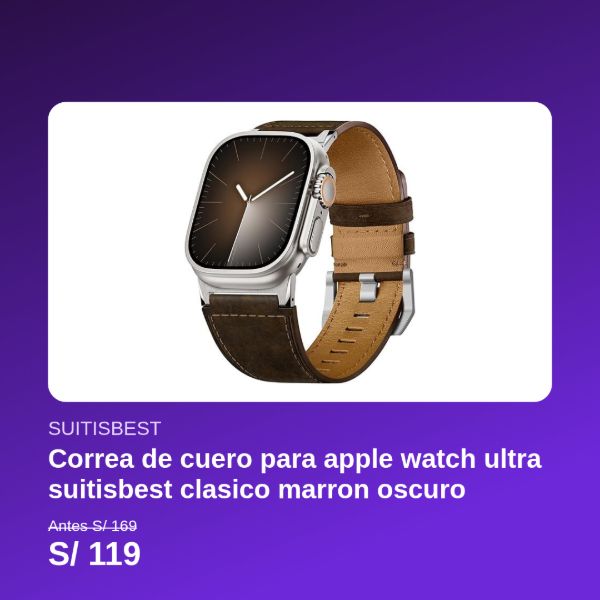 SUITISBEST
Correa de cuero para apple watch ultra
suitisbest clasico marron oscuro
Antes S/ 169
S/ 119